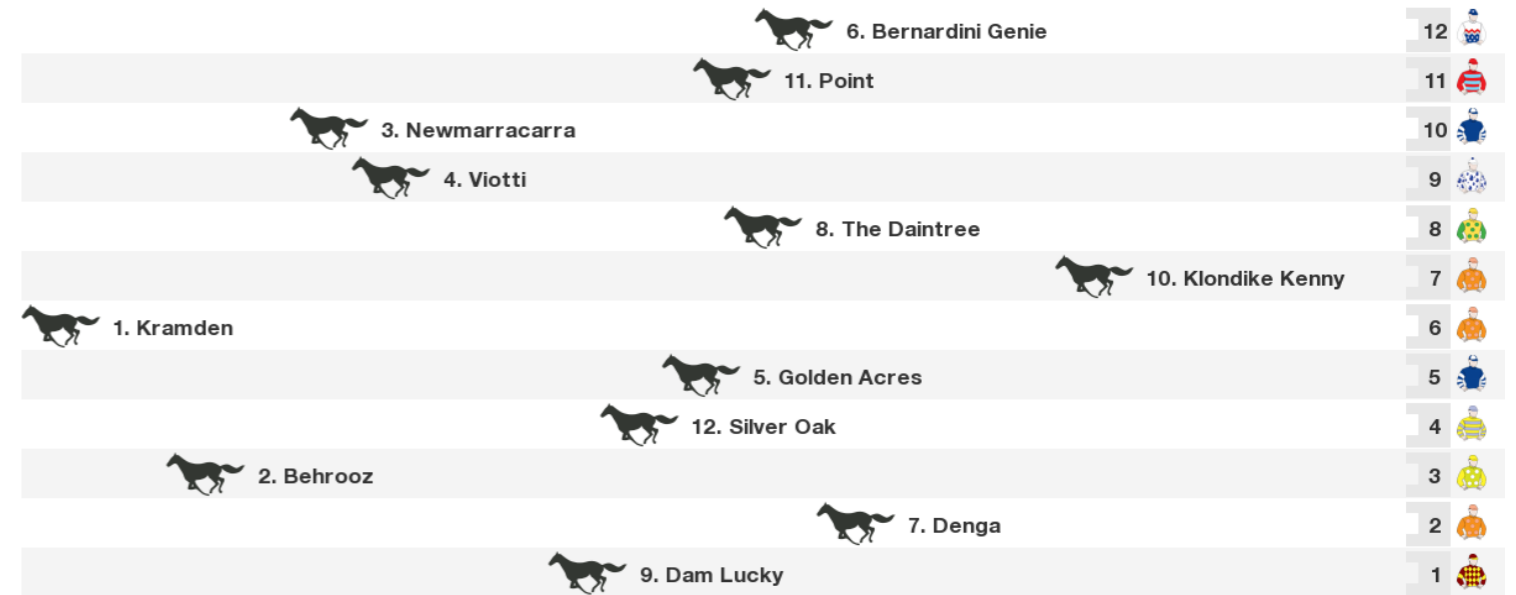 6. Bernardini Genie 12
11. Point 11
3. Newmarracarra 10
4. Viotti 9
8. The Daintree 8
10. Klondike Kenny 7
1. Kramden 6
5. Golden Acres 5
12. Silver Oak 4
2. Behrooz 3
7. Denga 2
9. Dam Lucky 1